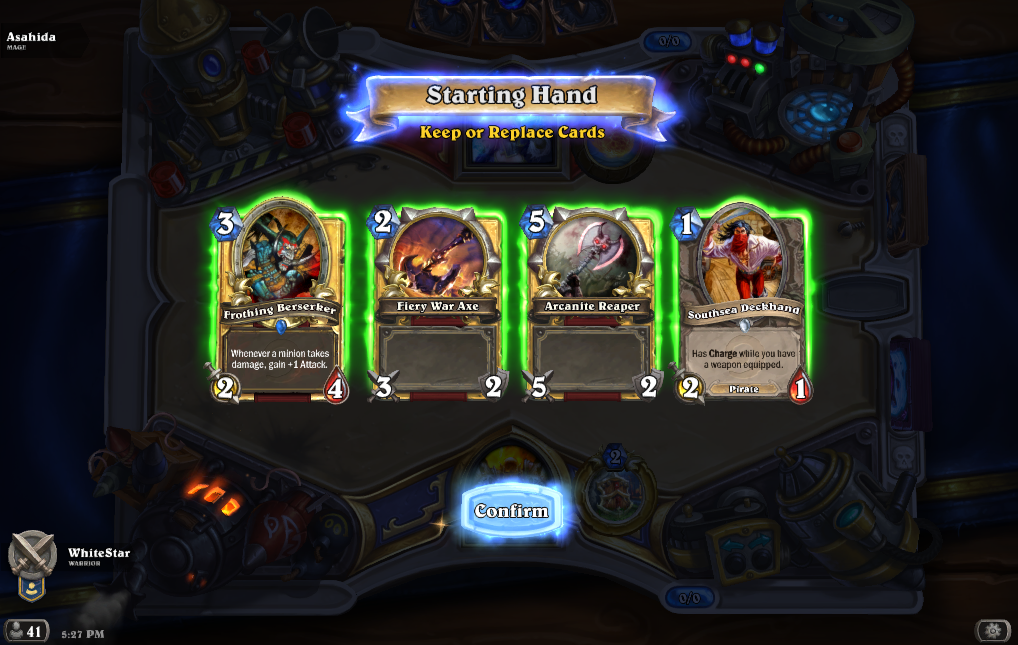 Asahida
MAGE
0/0
Starting Hand
Keep or Replace Cards
3
2
5
1
Frothing Berserker
Fiery War Axe
Arcanite Reaper
Southsea Deckhand
Whenever a minion takes
damage, gain +1 Attack.
Has Charge while you have
a weapon equipped.
Pirate
2
4
3
2
5
2
2
1
2
Confirm
WhiteStar
WARRIOR
0/0
41
5:27 PM